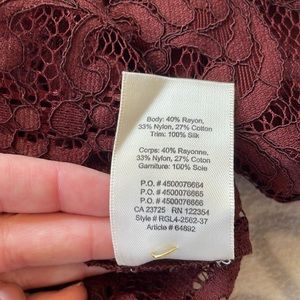 Body: 40% Rayon,
33% Nylon, 27% Cotton
Trim: 100% Silk
Corps: 40% Rayonne,
33% Nylon, 27% Coton
Garniture: 100% Soie
P.O. # 4500076664
P.O. # 4500076665
P.O. # 4500076666
CA 23725 RN 122354
Style # RGL4-2562-37
Article # 64892